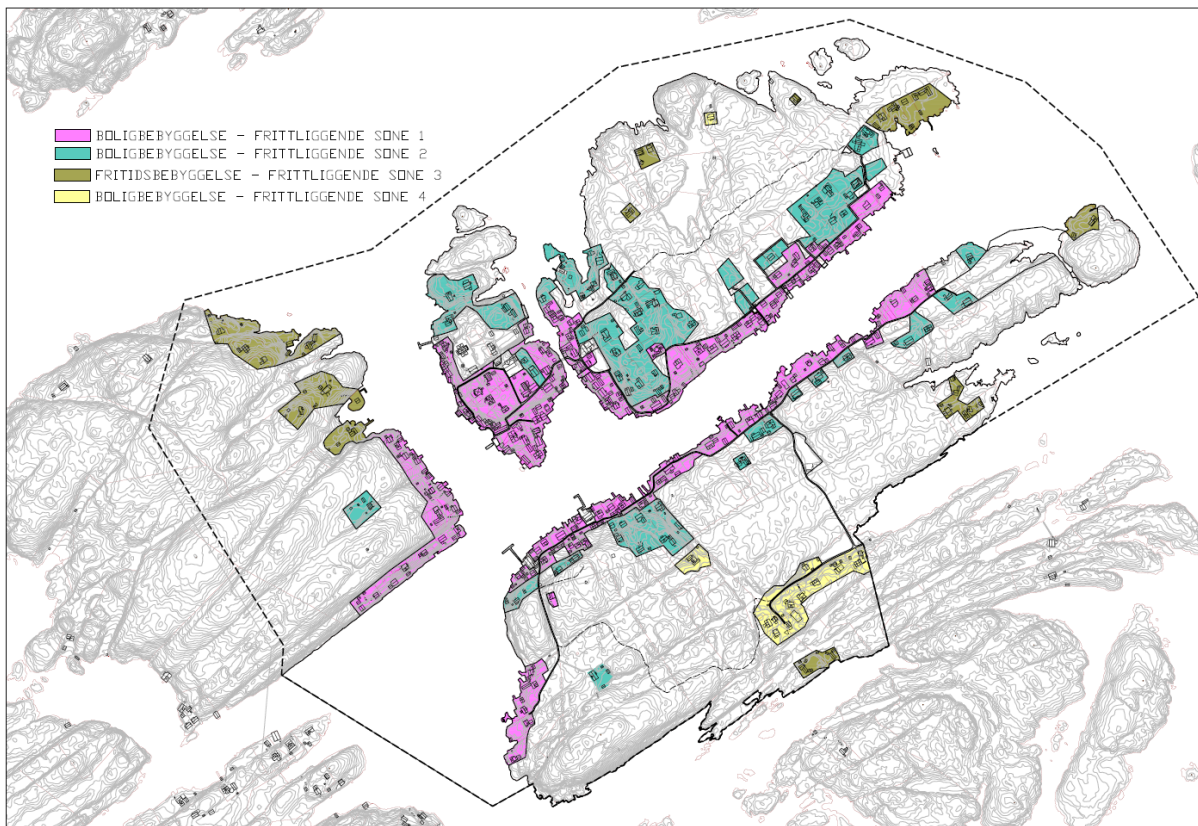 BOLIGBEBYGGELSE - FRITTLIGGENDE SONE 1
BOLIGBEBYGGELSE - FRITTLIGGENDE SONE 2
FRITIDSBEBYGGELSE - FRITTLIGGENDE SONE 3
BOLIGBEBYGGELSE - FRITTLIGGENDE SONE 4